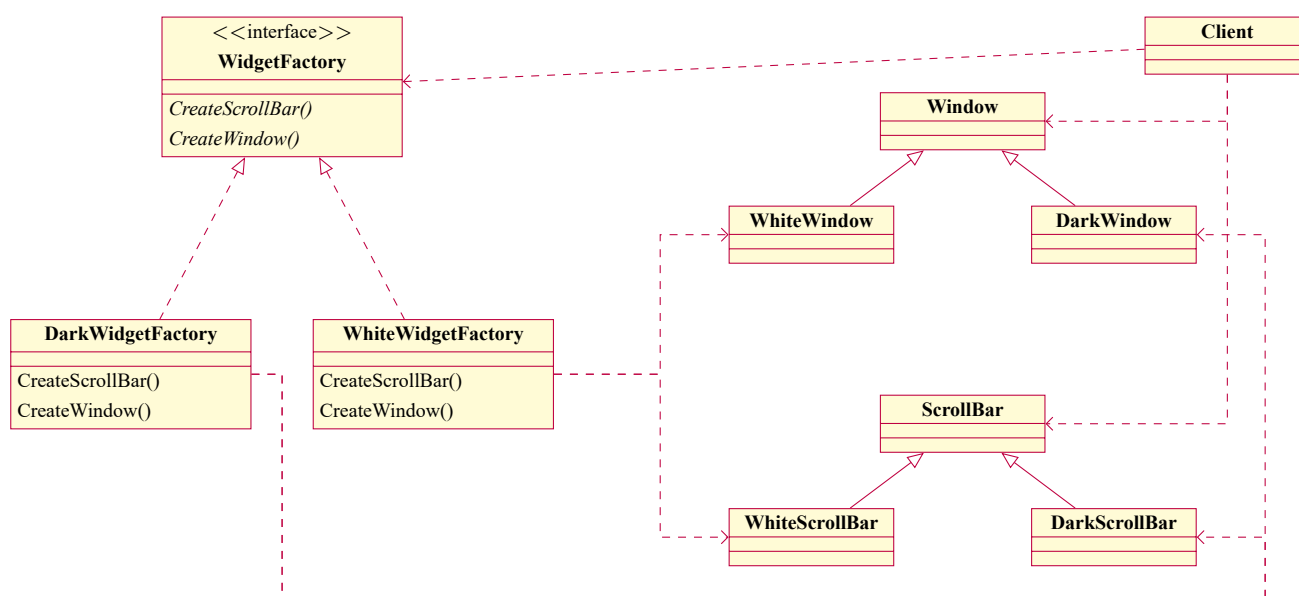 <<interface>>
WidgetFactory
CreateScrollBar()
CreateWindow()
Client
Window
WhiteWindow
DarkWindow
DarkWidgetFactory
CreateScrollBar()
CreateWindow()
WhiteWidgetFactory
CreateScrollBar()
CreateWindow()
ScrollBar
WhiteScrollBar
DarkScrollBar